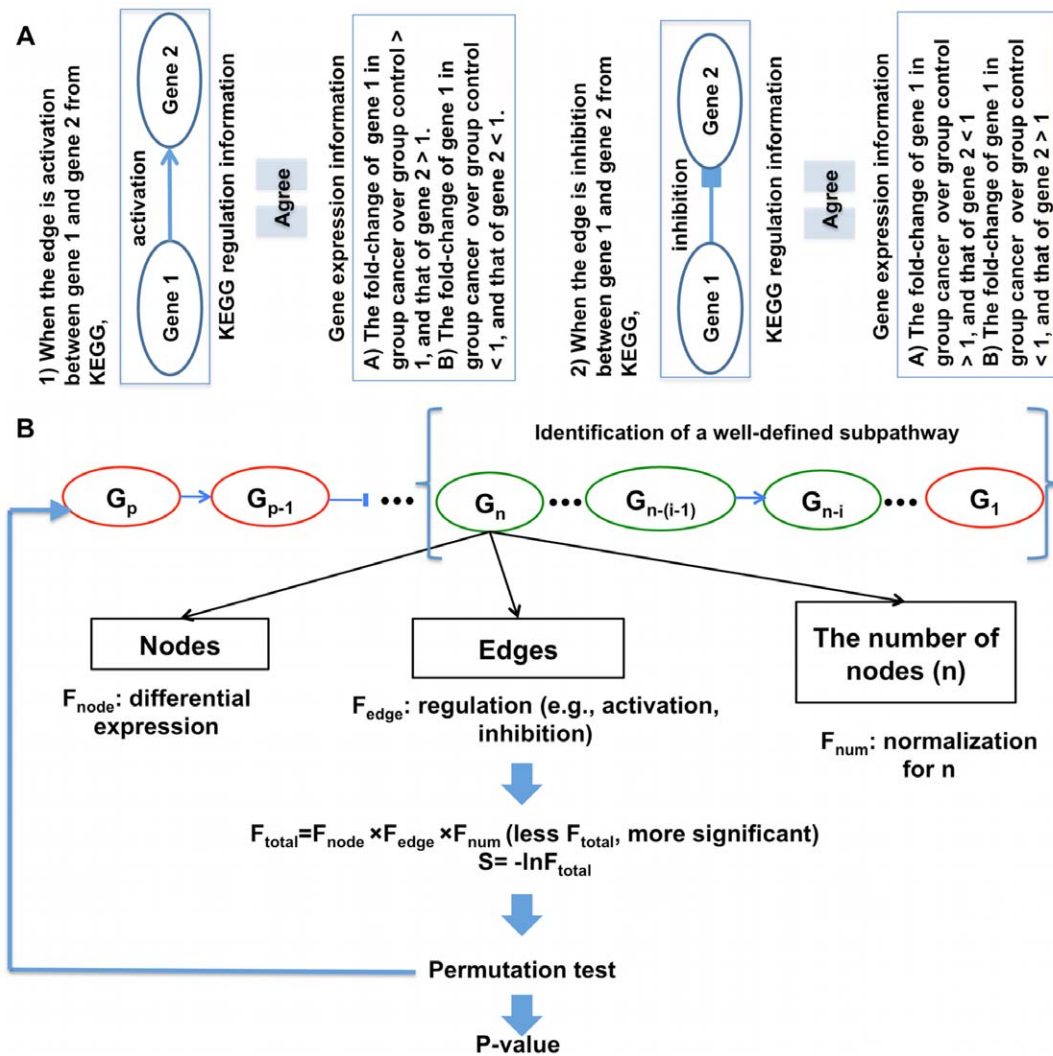 A
1) When the edge is activation
between gene 1 and gene 2 from
KEGG,
Gene 1
activation
Gene 2
KEGG regulation information
Agree
Gene expression information
A) The fold-change of gene 1 in
group cancer over group control >
1, and that of gene 2 > 1.
B) The fold-change of gene 1 in
group cancer over group control
< 1, and that of gene 2 < 1.
2) When the edge is inhibition
between gene 1 and gene 2 from
KEGG,
Gene 1
inhibition
Gene 2
KEGG regulation information
Agree
Gene expression information
A) The fold-change of gene 1 in
group cancer over group control
> 1, and that of gene 2 < 1
B) The fold-change of gene 1 in
group cancer over group control
< 1, and that of gene 2 > 1
B
Identification of a well-defined subpathway
Gp
Gp-1
•••
Gn
•••
Gn-(i-1)
Gn-i
•••
G1
Nodes
Edges
The number of
nodes (n)
Fnode: differential
expression
Fedge: regulation (e.g., activation,
inhibition)
Fnum: normalization
for n
Ftotal=Fnode ×Fedge ×Fnum (less Ftotal, more significant)
S= -lnFtotal
Permutation test
P-value